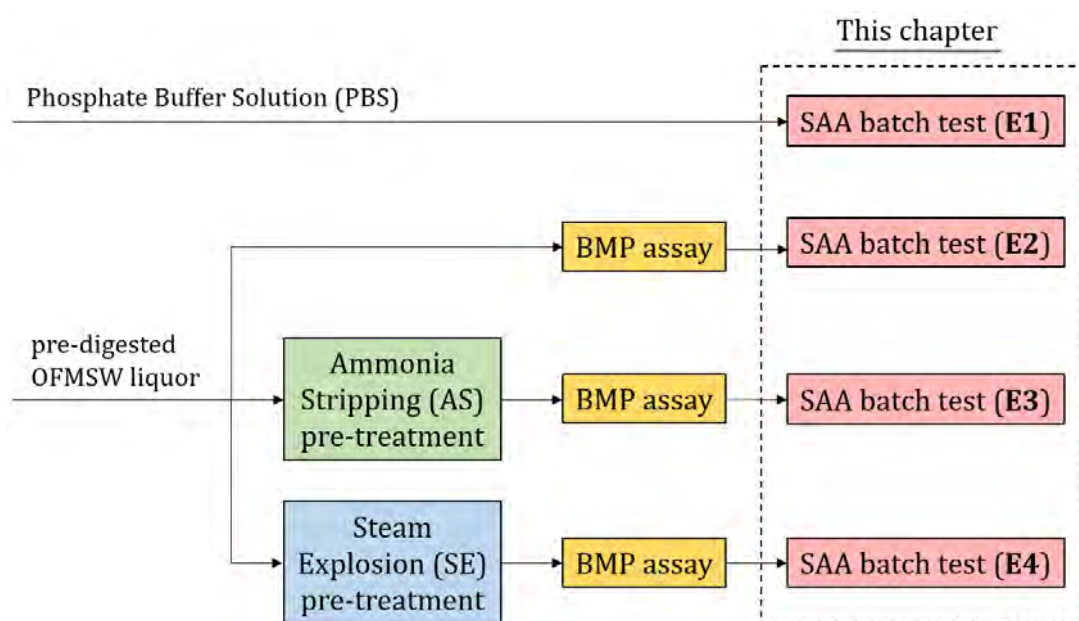 This chapter
Phosphate Buffer Solution (PBS)
SAA batch test (E1)
BMP assay
SAA batch test (E2)
pre-digested
OFMSW liquor
Ammonia
Stripping (AS)
pre-treatment
BMP assay
SAA batch test (E3)
Steam
Explosion (SE)
pre-treatment
BMP assay
SAA batch test (E4)